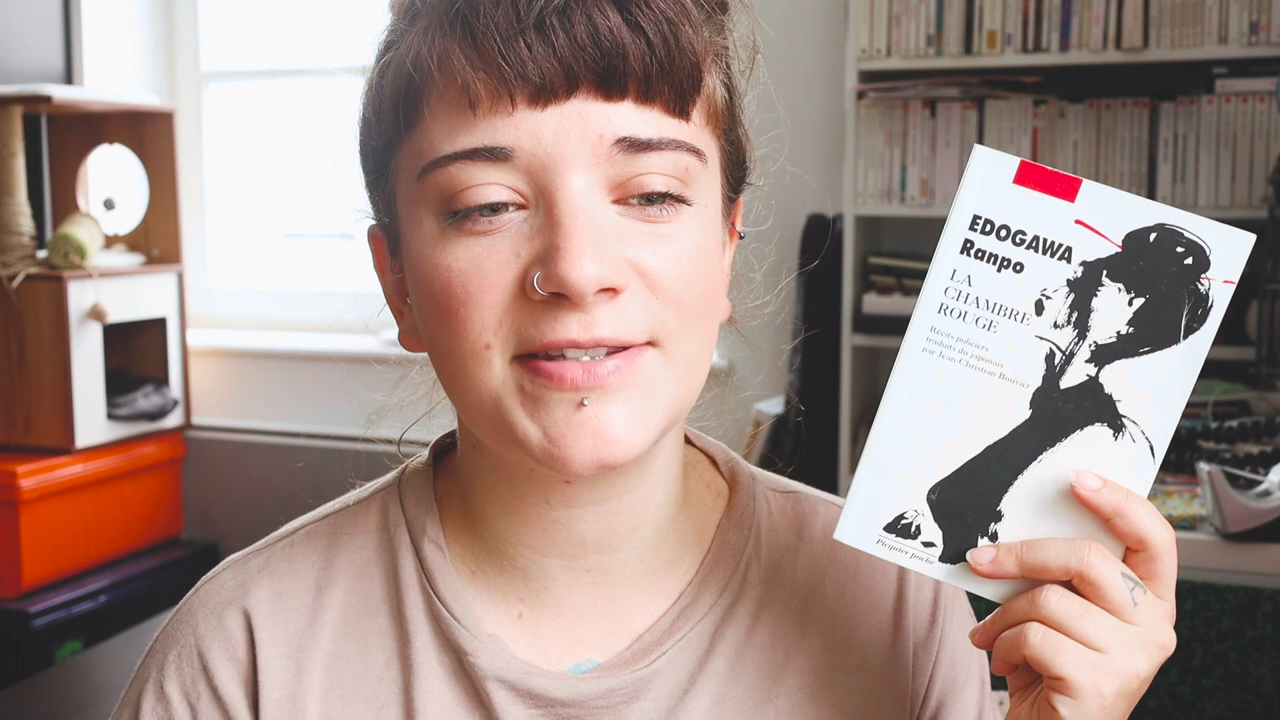 EDOGAWA
Ranpo
LA
CHAMBRE
ROUGE
Récits policiers
traduits du japonais
par Jean-Christian Bouvier
Picquier poche
A